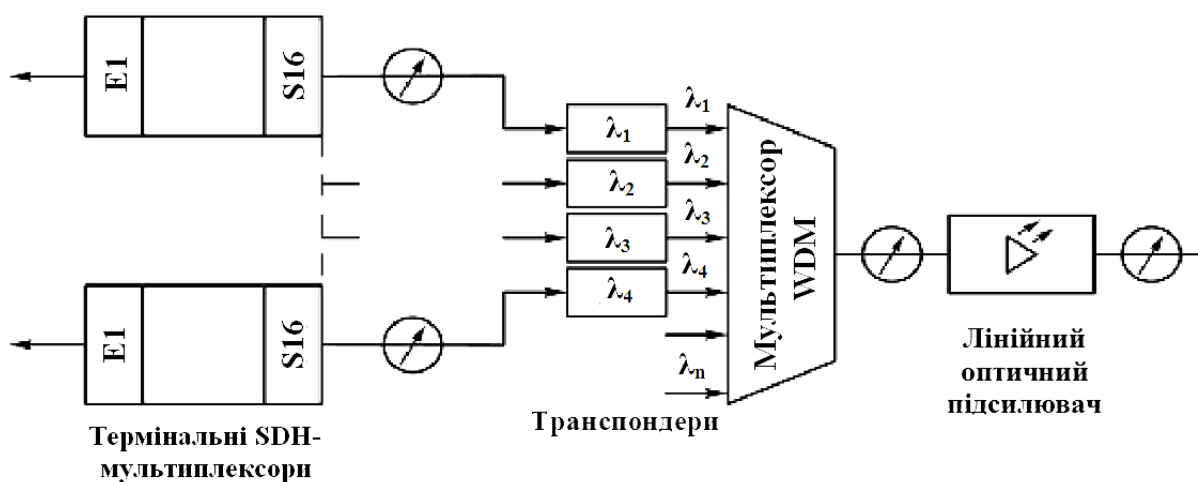 E1
S16
λ1
λ1
λ2
λ2
λ3
λ3
λ4
λ4
λn
Мультиплексор
WDM
E1
S16
Термінальні SDH-
мультиплексори
Транспондери
Лінійний
оптичний
підсилювач